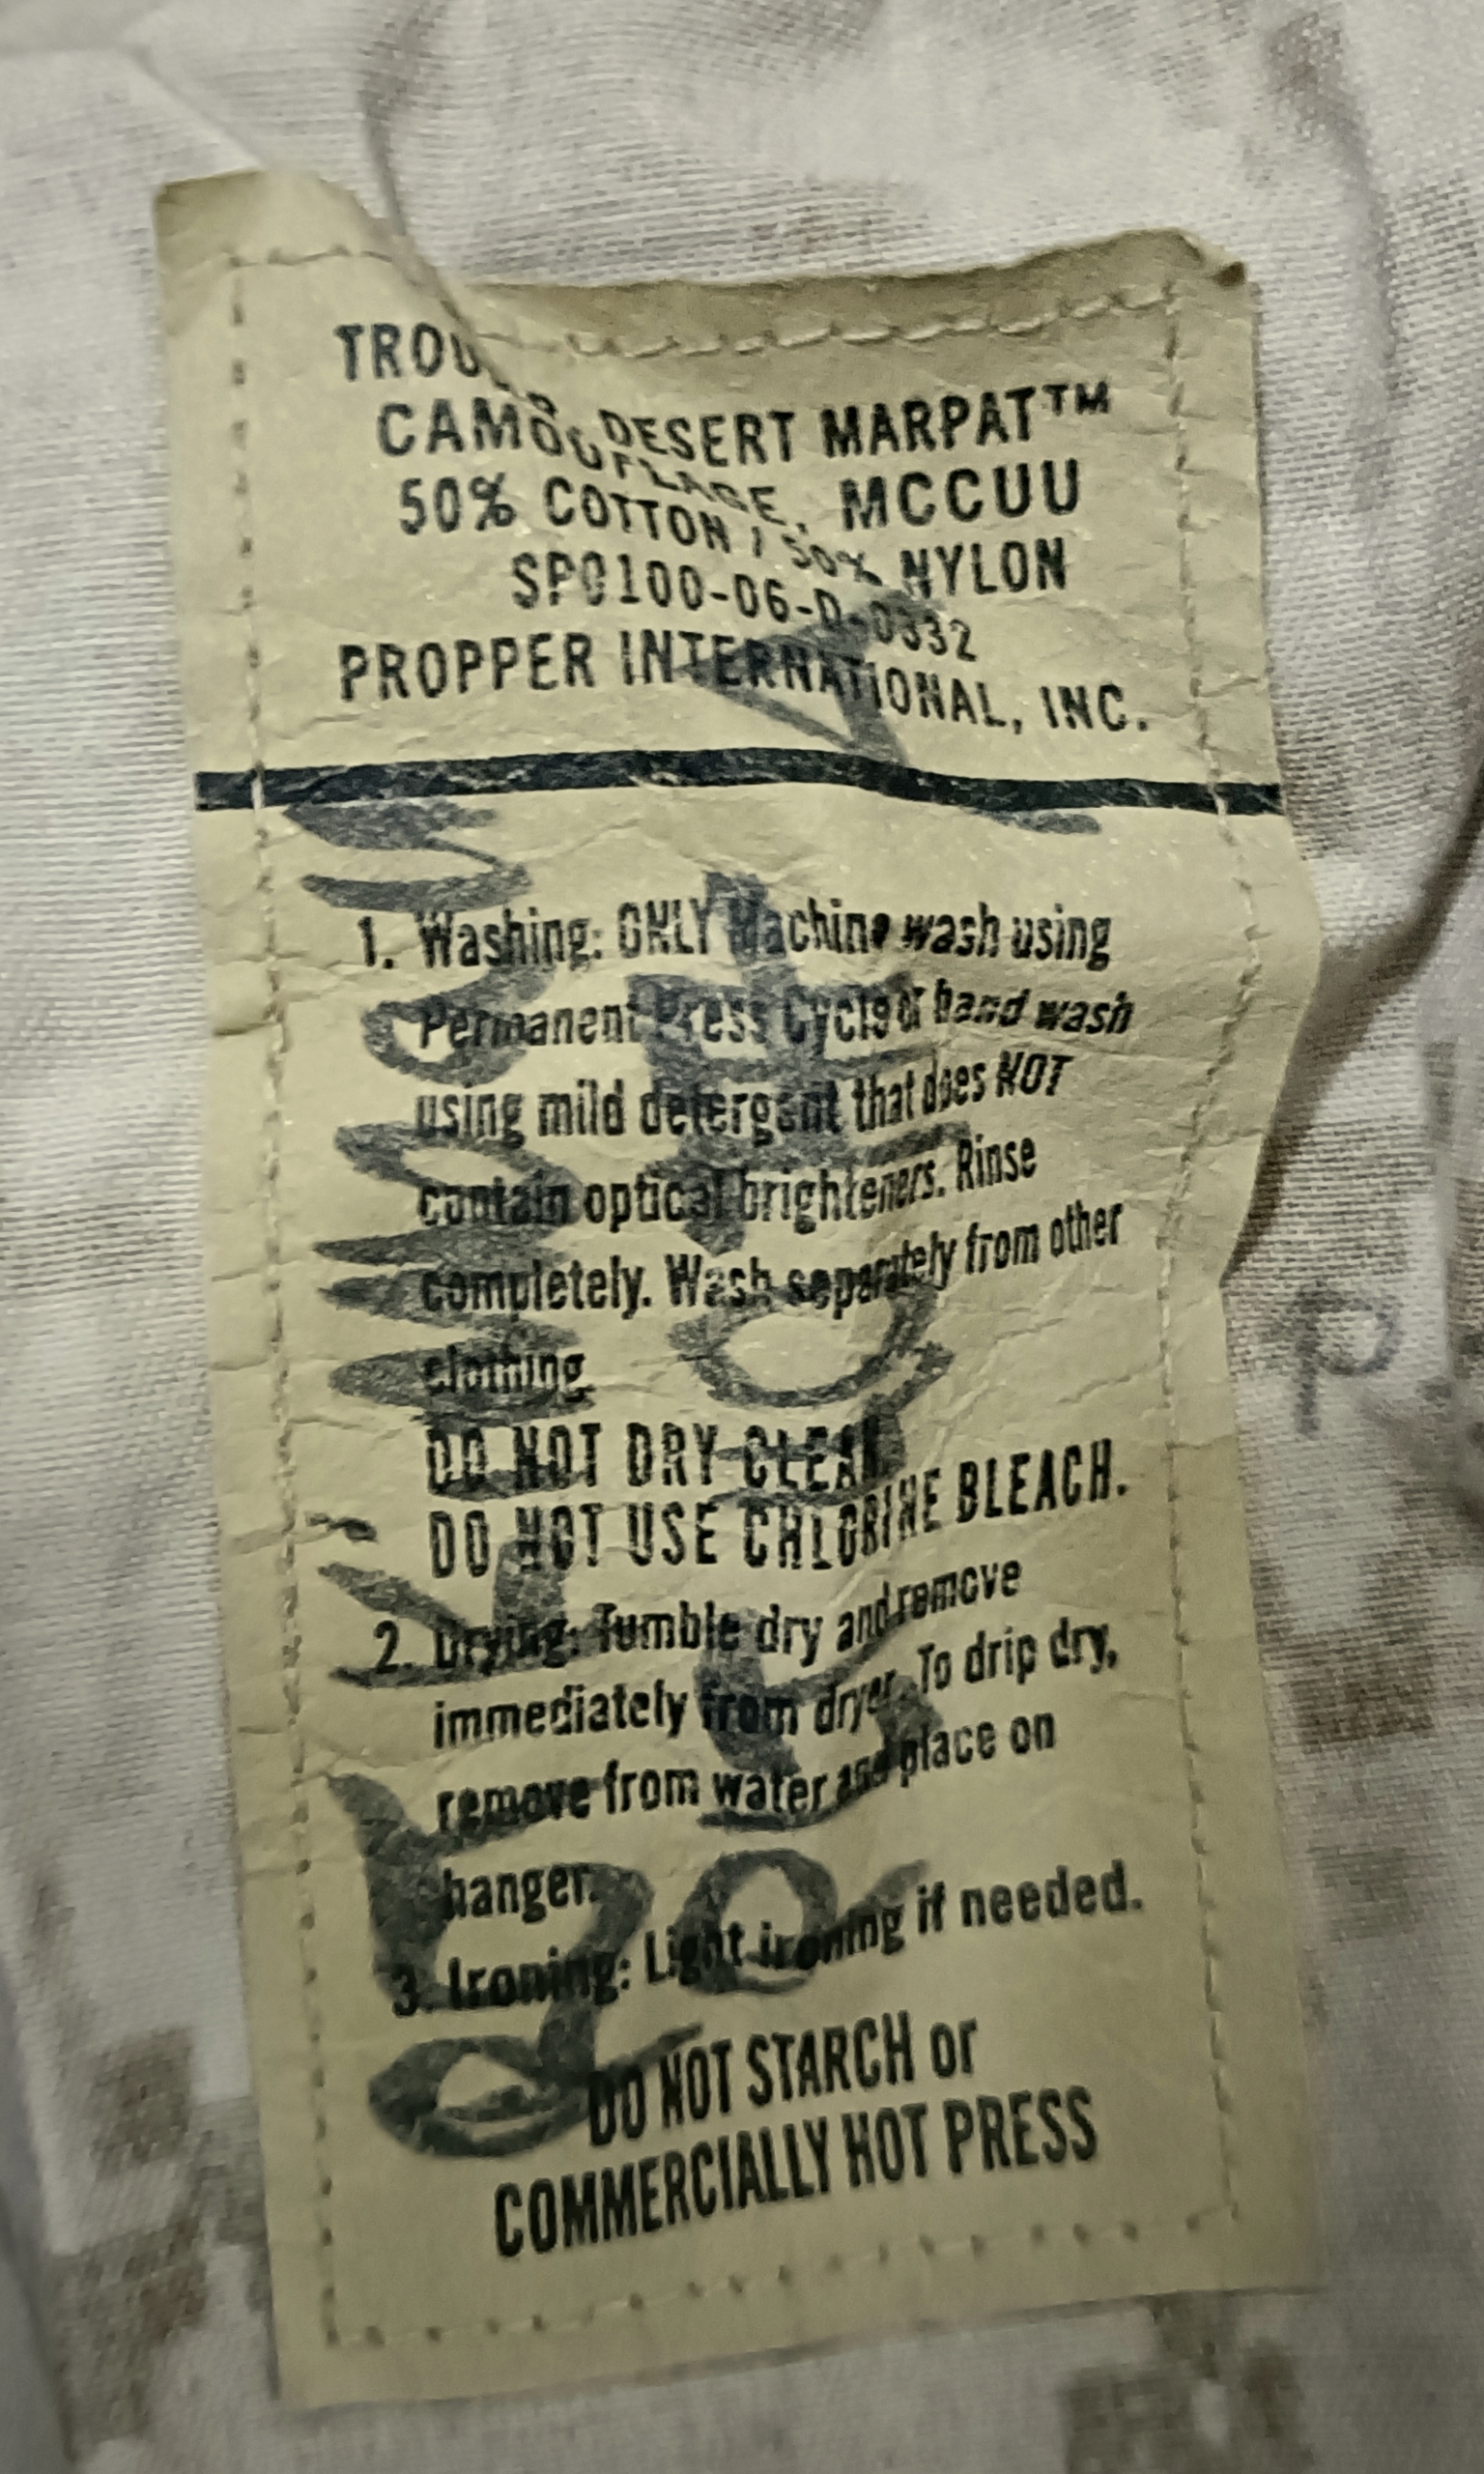 TROUSER
CAMOUFLAGE, DESERT MARPAT™
50% COTTON / 50% NYLON MCCUU
SP0100-06-D-0332
PROPPER INTERNATIONAL, INC.
1. Washing: ONLY Machine wash using
Permanent Press Cycle or hand wash
using mild detergent that does NOT
contain optical brighteners. Rinse
completely. Wash separately from other
clothing
DO NOT DRY CLEAN
DO NOT USE CHLORINE BLEACH.
2. Drying: Tumble dry and remove
immediately from dryer. To drip dry,
remove from water and place on
hanger.
3. Ironing: Light ironing if needed.
DO NOT STARCH or
COMMERCIALLY HOT PRESS
P